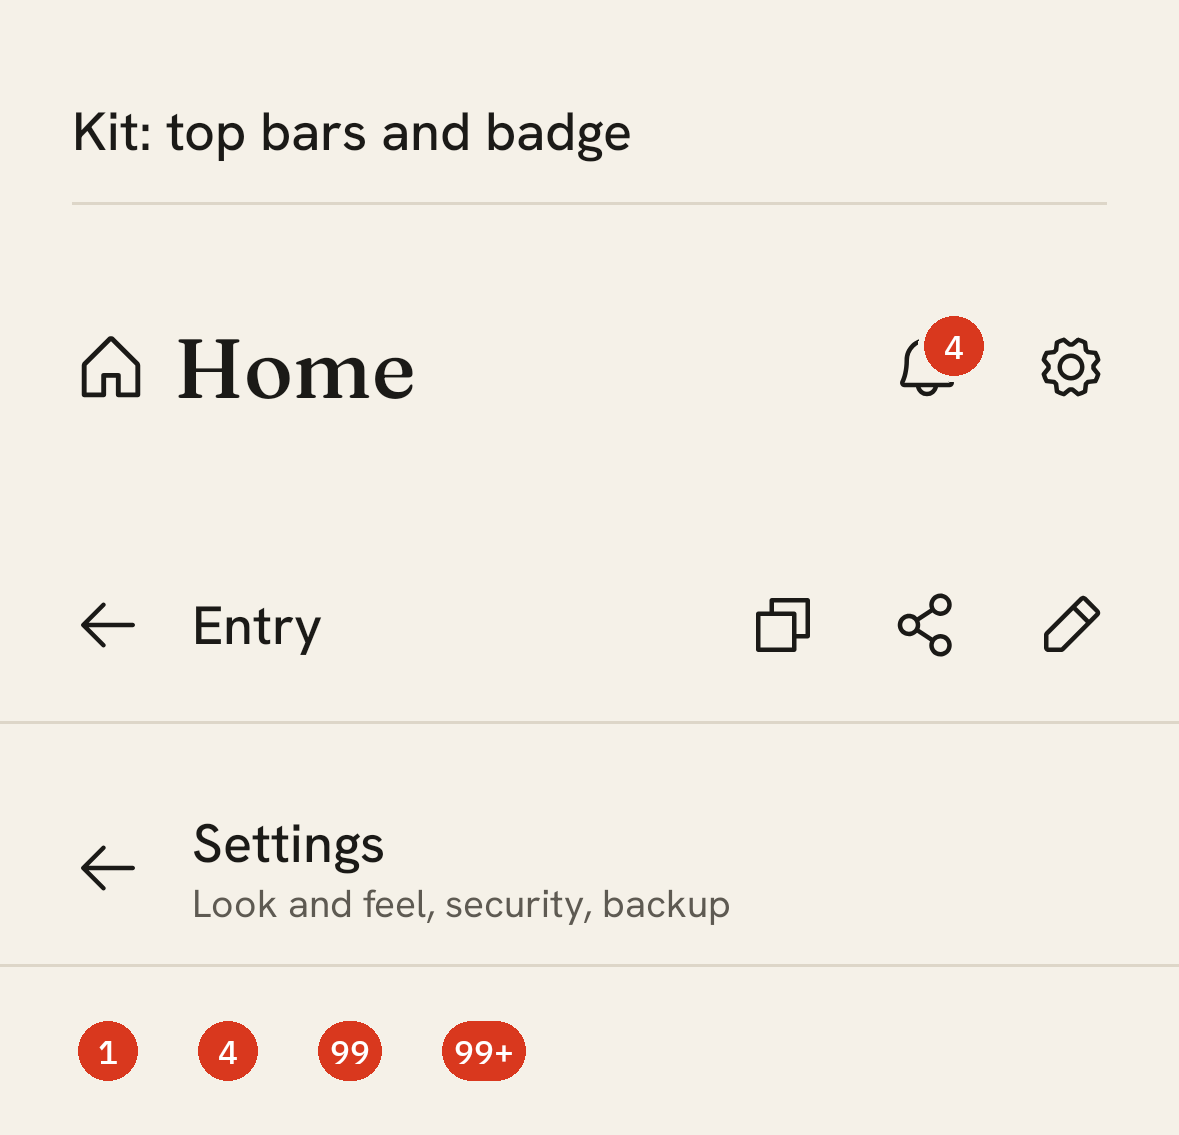 Kit: top bars and badge
Home
4
Entry
Settings
Look and feel, security, backup
1 4 99 99+